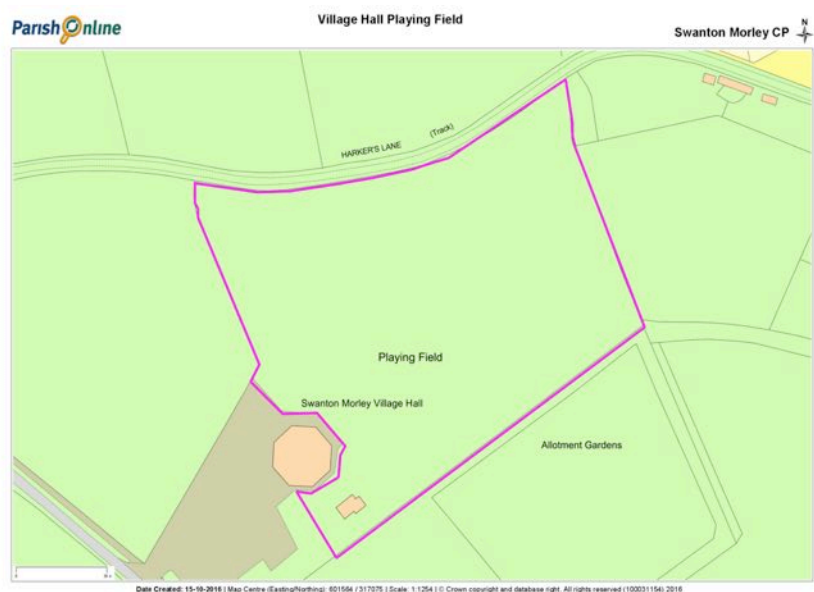 Parish Online
Village Hall Playing Field
Swanton Morley CP
N
HARKER'S LANE
(Track)
Playing Field
Swanton Morley Village Hall
Allotment Gardens
Date Created: 15-10-2016 | Map Centre (Easting/Northing): 601564 / 317075 | Scale: 1:1254 | © Crown copyright and database right. All rights reserved (100031154) 2016